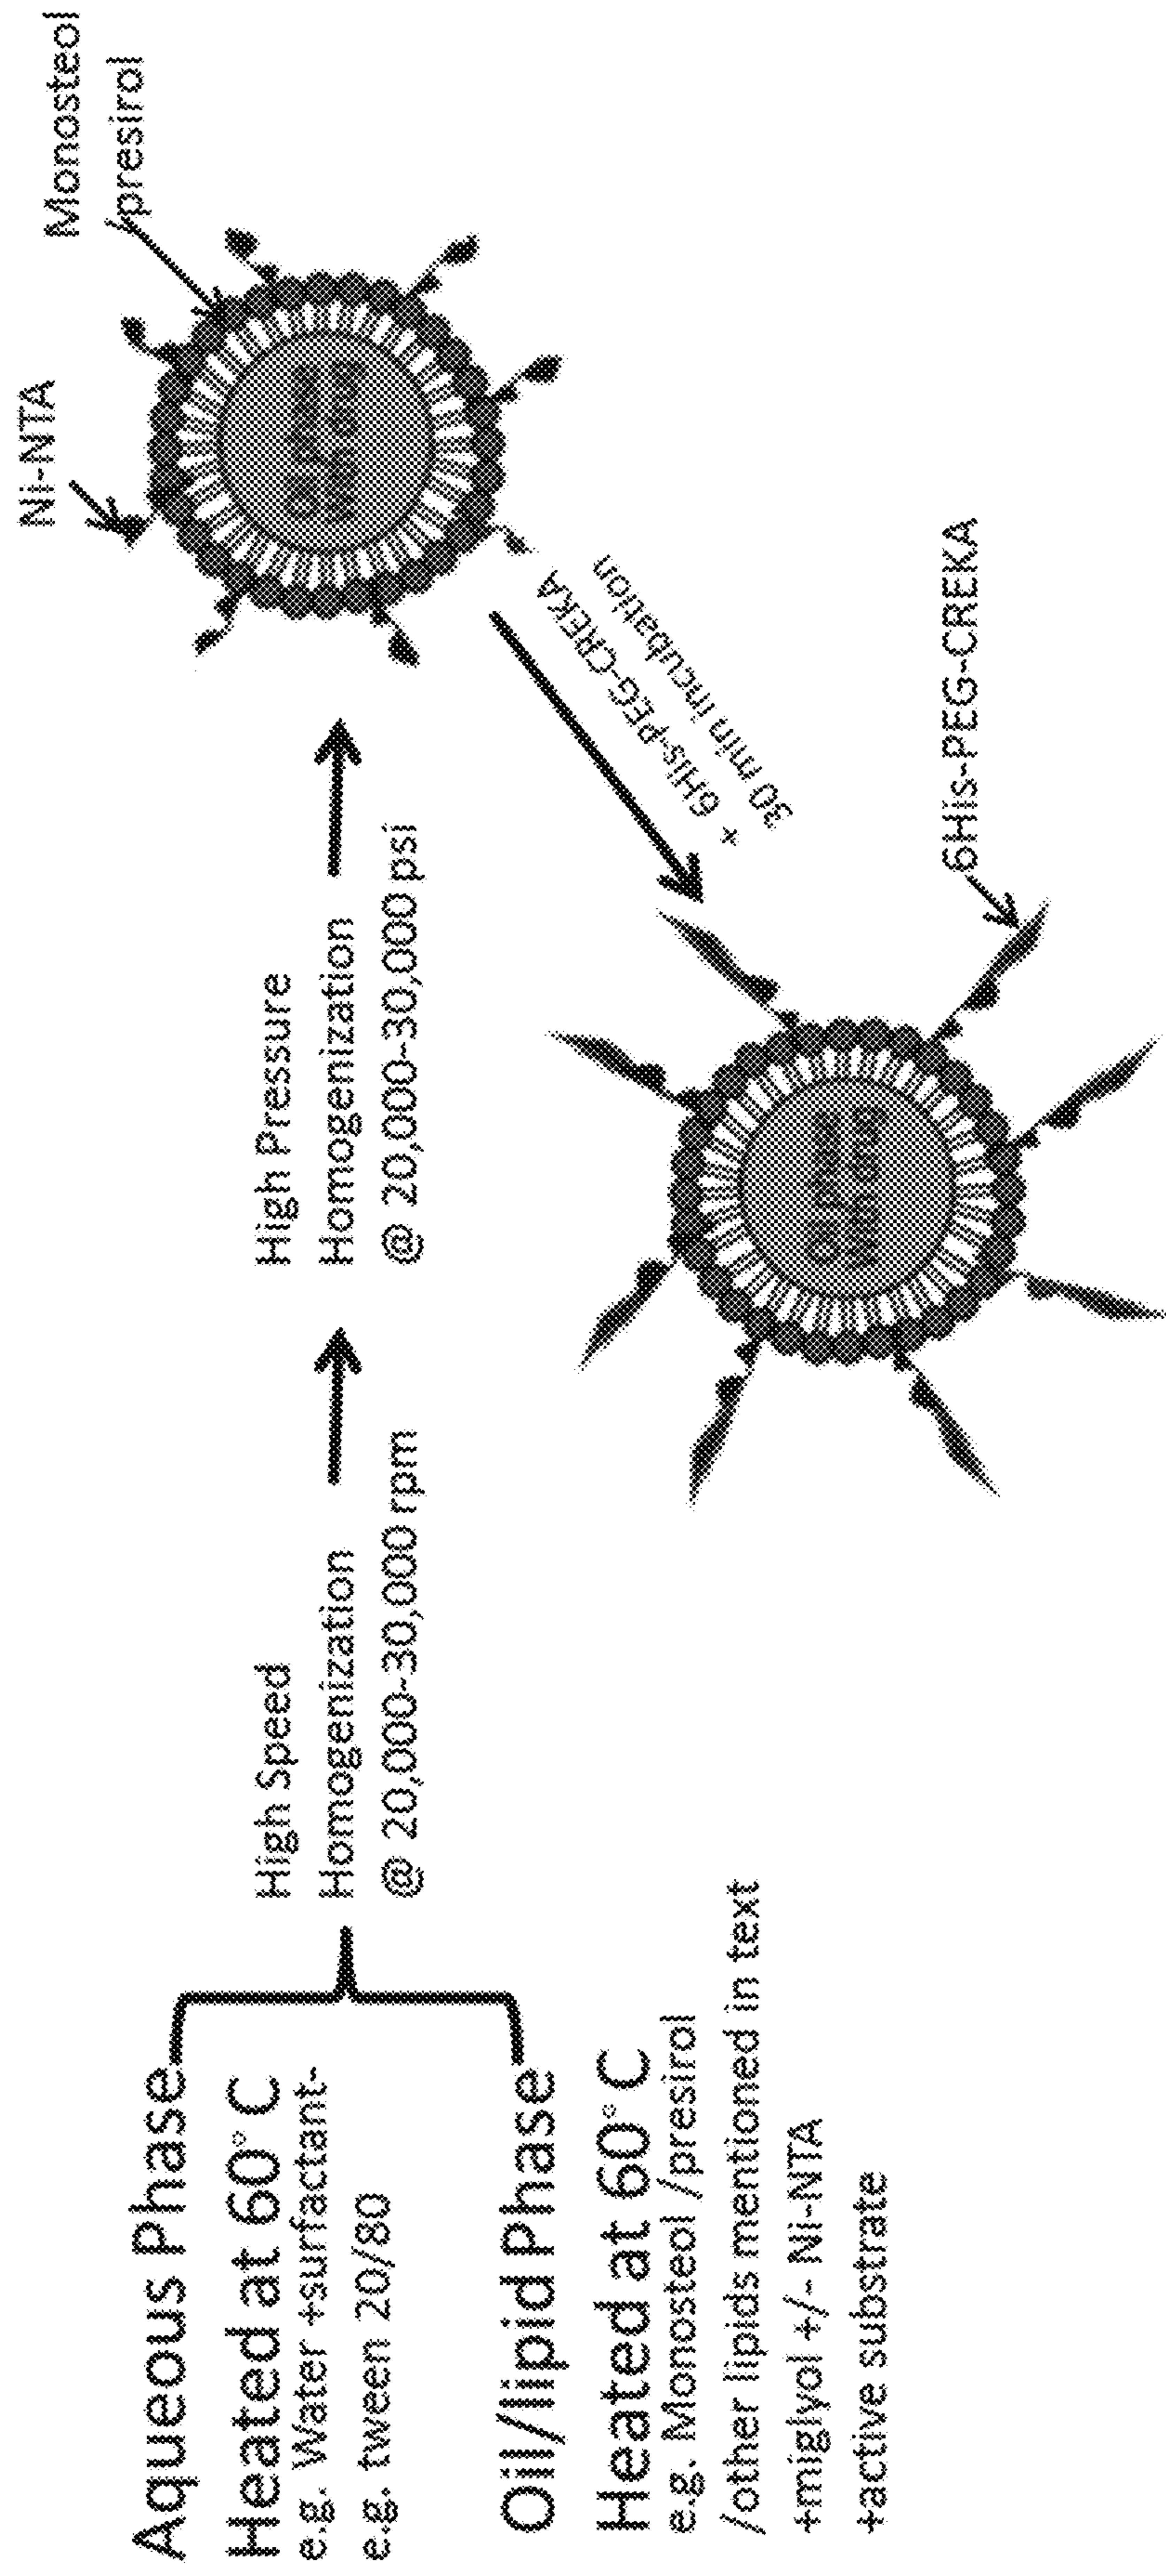 Aqueous Phase
Heated at 60° C
e.g. Water +surfactant-
e.g. tween 20/80
Oil/lipid Phase
Heated at 60° C
e.g. Monosteol /presirol
/other lipids mentioned in text
+miglyol +/- Ni-NTA
+active substrate
High Speed
Homogenization
@ 20,000-30,000 rpm
High Pressure
Homogenization
@ 20,000-30,000 psi
Ni-NTA
Monosteol
/presirol
+ 6His-PEG-CREKA
30 min incubation
6His-PEG-CREKA
Oil phase